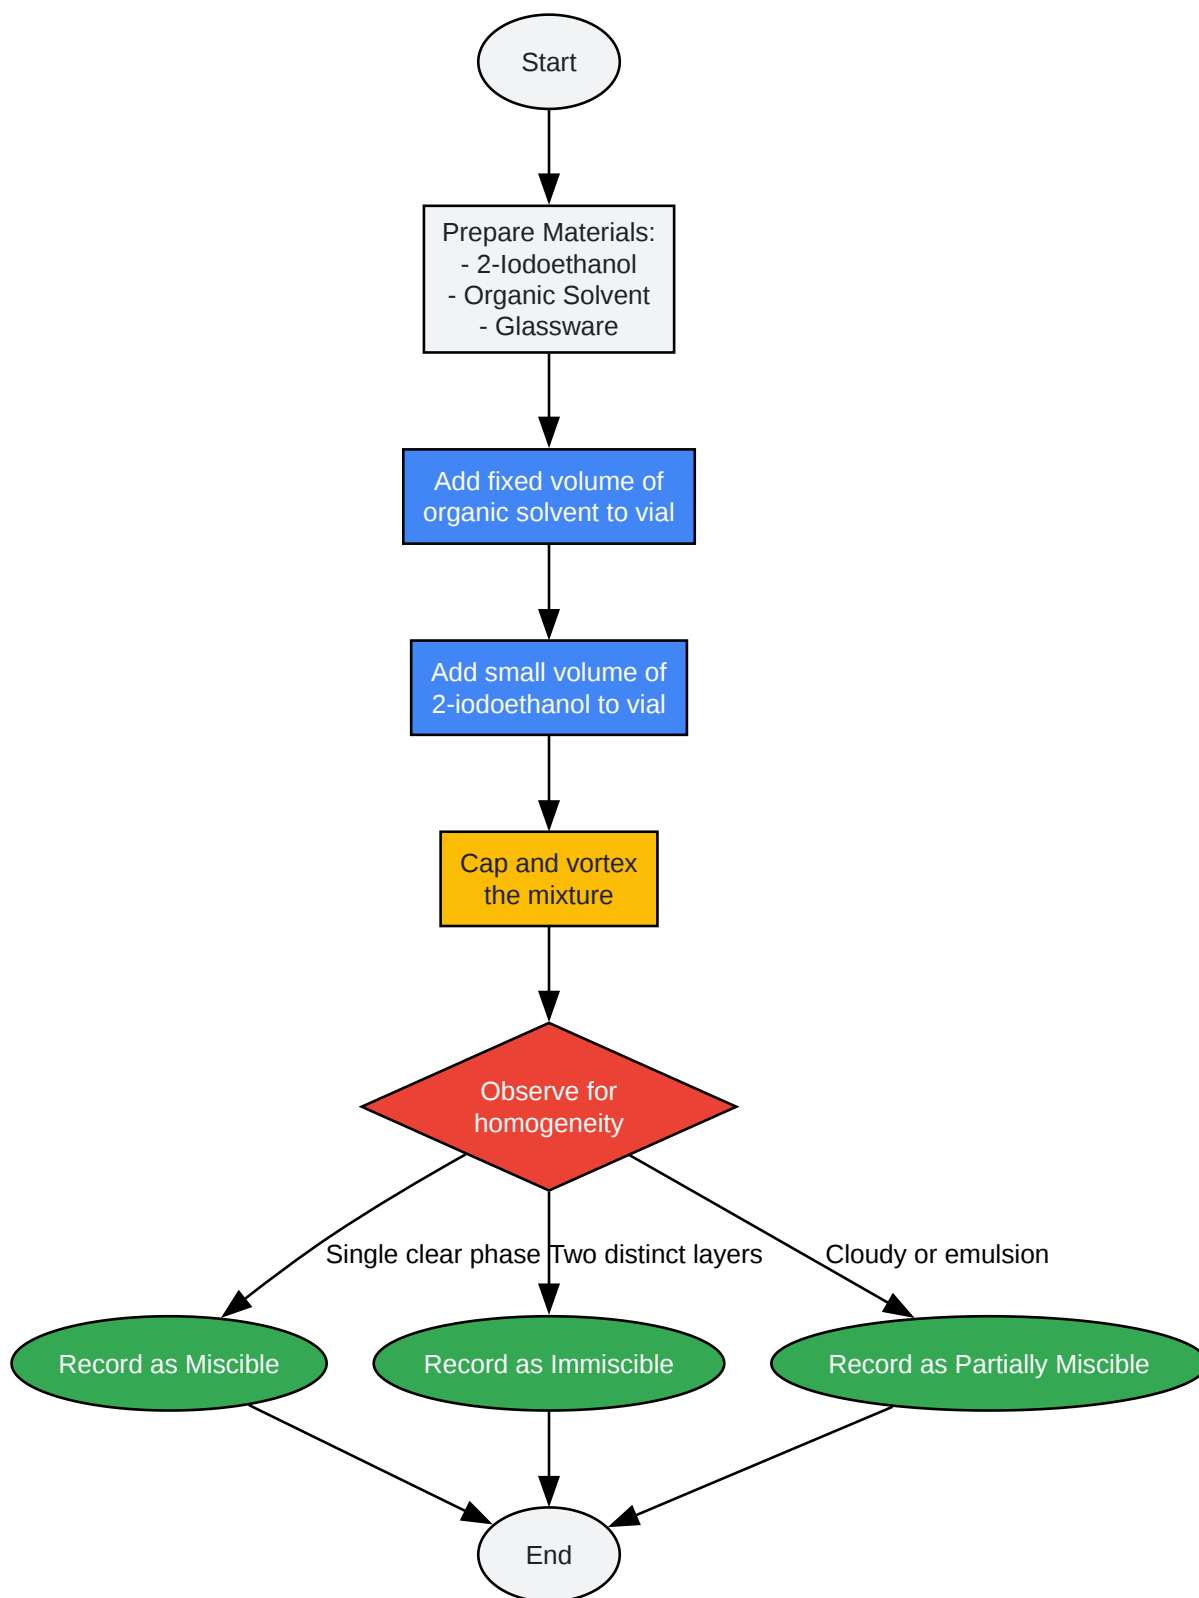 Start
Prepare Materials:
- 2-Iodoethanol
- Organic Solvent
- Glassware
Add fixed volume of
organic solvent to vial
Add small volume of
2-iodoethanol to vial
Cap and vortex
the mixture
Observe for
homogeneity
Single clear phase
Two distinct layers
Cloudy or emulsion
Record as Miscible
Record as Immiscible
Record as Partially Miscible
End